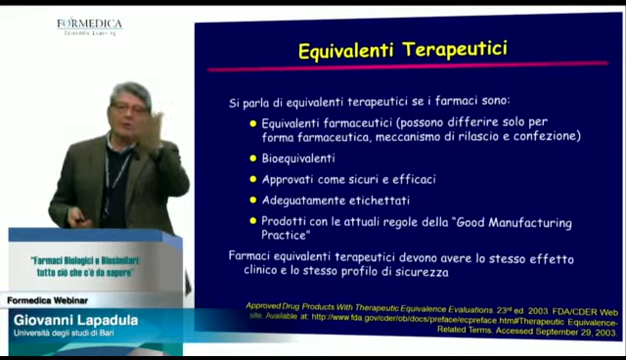 FORMEDICA
Scientific Learning
Equivalenti Terapeutici
Si parla di equivalenti terapeutici se i farmaci sono:
Equivalenti farmaceutici (possono differire solo per
forma farmaceutica, meccanismo di rilascio e confezione)
Bioequivalenti
Approvati come sicuri e efficaci
Adeguatamente etichettati
Prodotti con le attuali regole della "Good Manufacturing
Practice"
Farmaci equivalenti terapeutici devono avere lo stesso effetto
clinico e lo stesso profilo di sicurezza
Approved Drug Products With Therapeutic Equivalence Evaluations. 23rd ed. 2003. FDA/CDER Web
site. Available at: http://www.fda.gov/cder/ob/docs/preface/ecpreface.htm#Therapeutic Equivalence-
Related Terms. Accessed September 29, 2003.
"Farmaci Biologici e Biosimilari:
tutto ciò che c'è da sapere"
Formedica Webinar
Giovanni Lapadula
Università degli studi di Bari